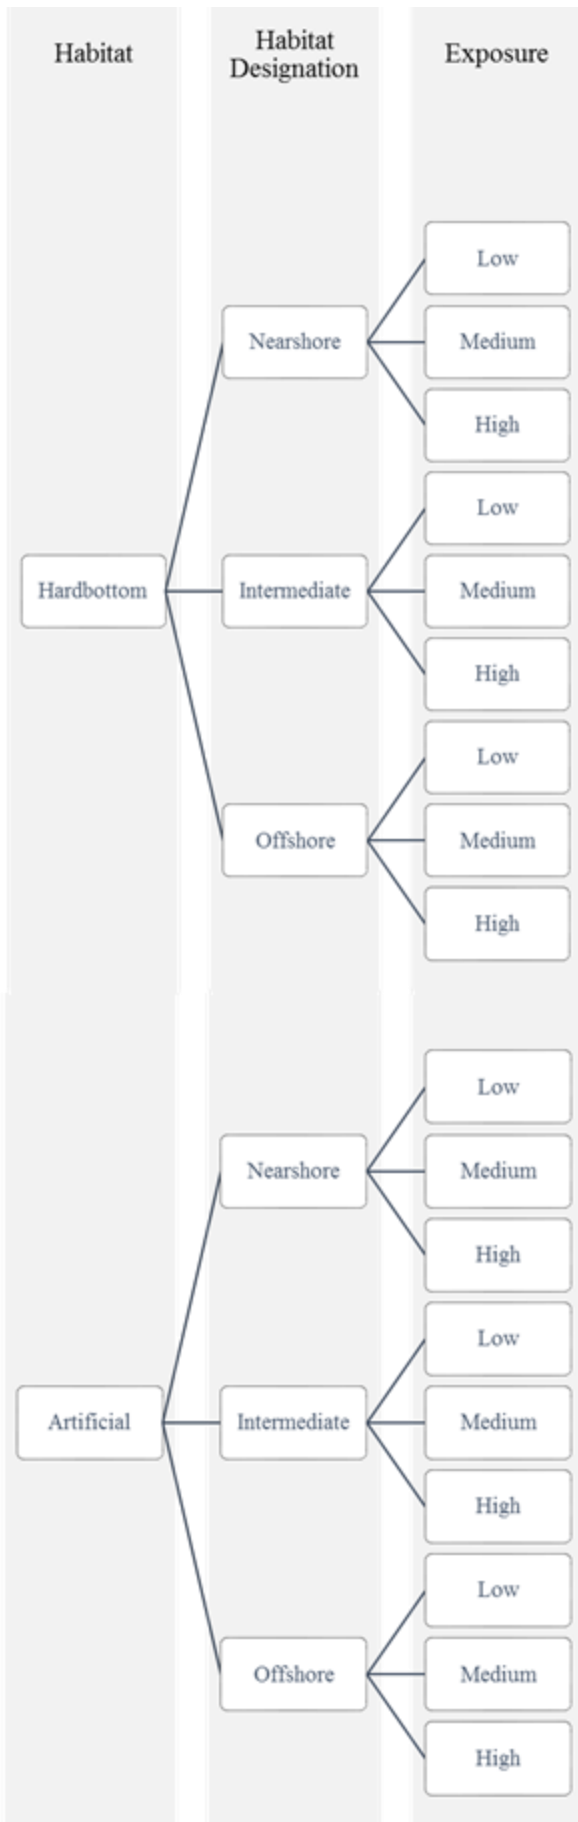 Habitat
Habitat
Designation
Exposure
Low
Nearshore
Medium
High
Low
Hardbottom
Intermediate
Medium
High
Low
Offshore
Medium
High
Low
Nearshore
Medium
High
Low
Artificial
Intermediate
Medium
High
Low
Offshore
Medium
High